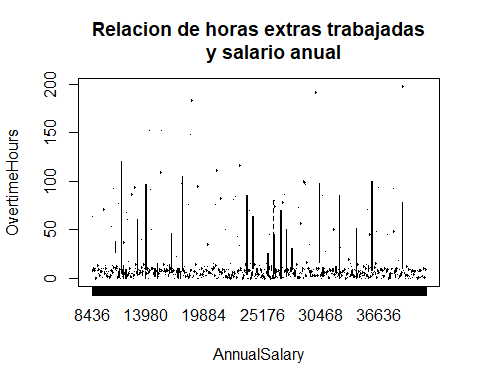 Relacion de horas extras trabajadas
y salario anual
OvertimeHours
200
150
100
50
0
8436 13980 19884 25176 30468 36636
AnnualSalary